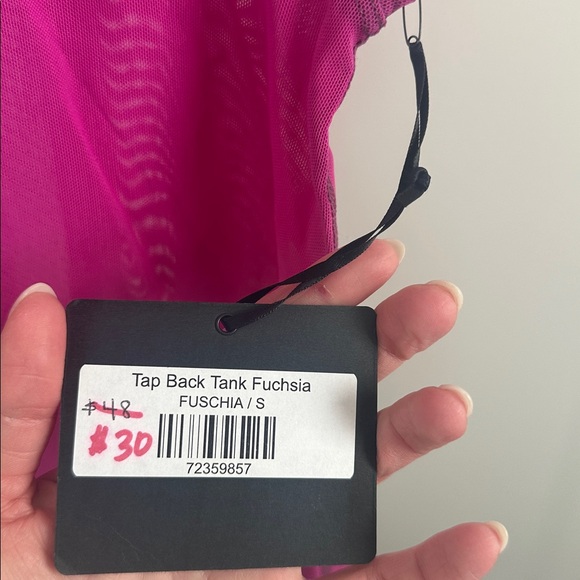 Tap Back Tank Fuchsia
FUSCHIA / S
$48
$30
72359857